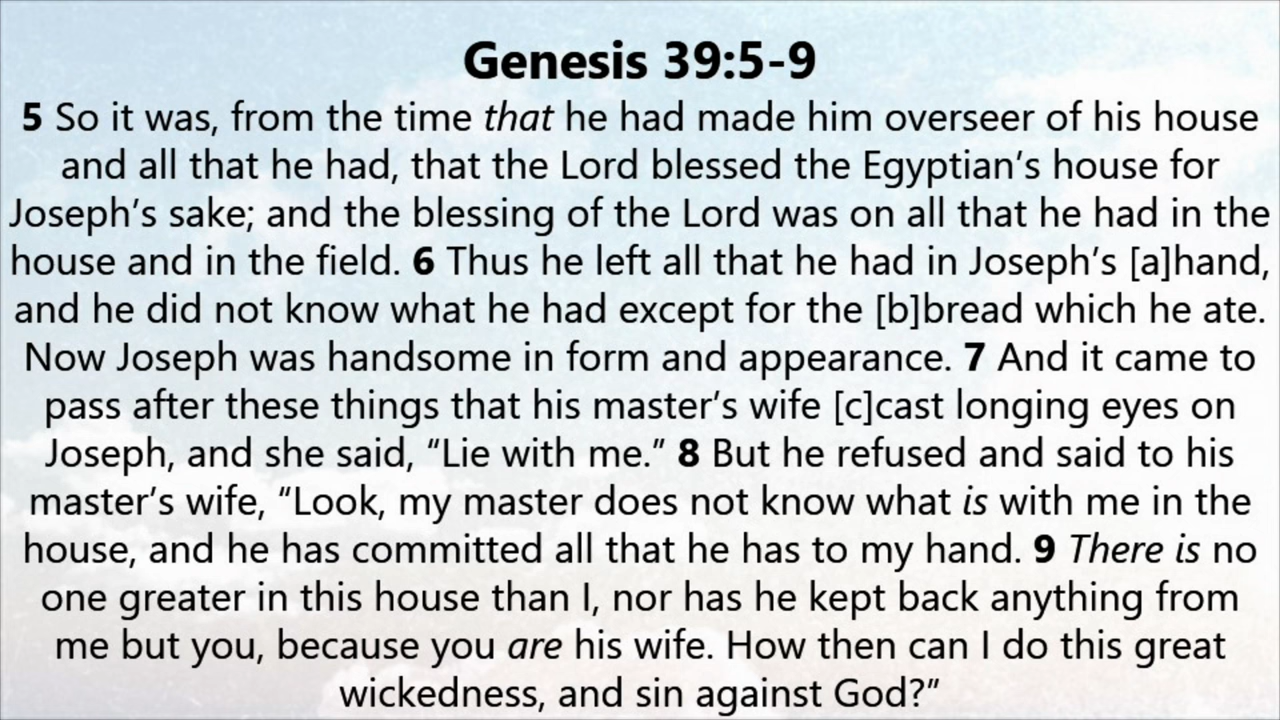 Genesis 39:5-9
5 So it was, from the time that he had made him overseer of his house
and all that he had, that the Lord blessed the Egyptian’s house for
Joseph’s sake; and the blessing of the Lord was on all that he had in the
house and in the field. 6 Thus he left all that he had in Joseph’s [a]hand,
and he did not know what he had except for the [b]bread which he ate.
Now Joseph was handsome in form and appearance. 7 And it came to
pass after these things that his master’s wife [c]cast longing eyes on
Joseph, and she said, “Lie with me.” 8 But he refused and said to his
master’s wife, “Look, my master does not know what is with me in the
house, and he has committed all that he has to my hand. 9 There is no
one greater in this house than I, nor has he kept back anything from
me but you, because you are his wife. How then can I do this great
wickedness, and sin against God?”